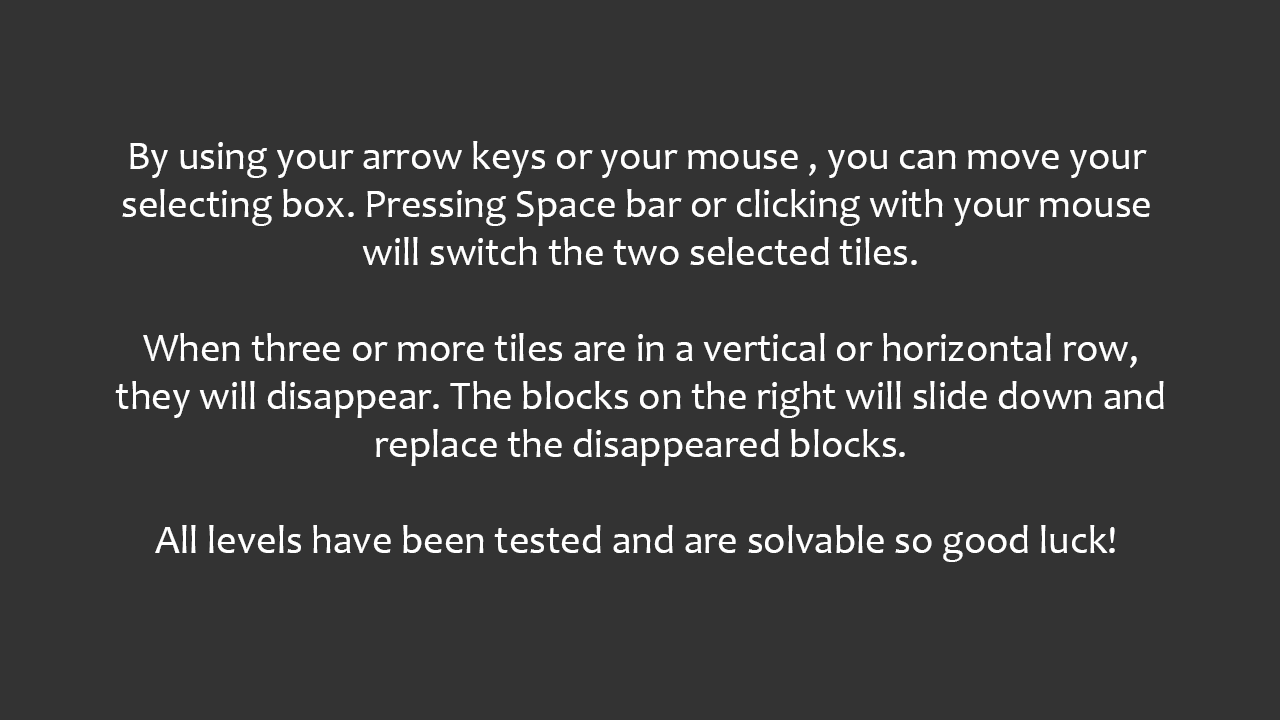 By using your arrow keys or your mouse , you can move your
selecting box. Pressing Space bar or clicking with your mouse
will switch the two selected tiles.
When three or more tiles are in a vertical or horizontal row,
they will disappear. The blocks on the right will slide down and
replace the disappeared blocks.
All levels have been tested and are solvable so good luck!